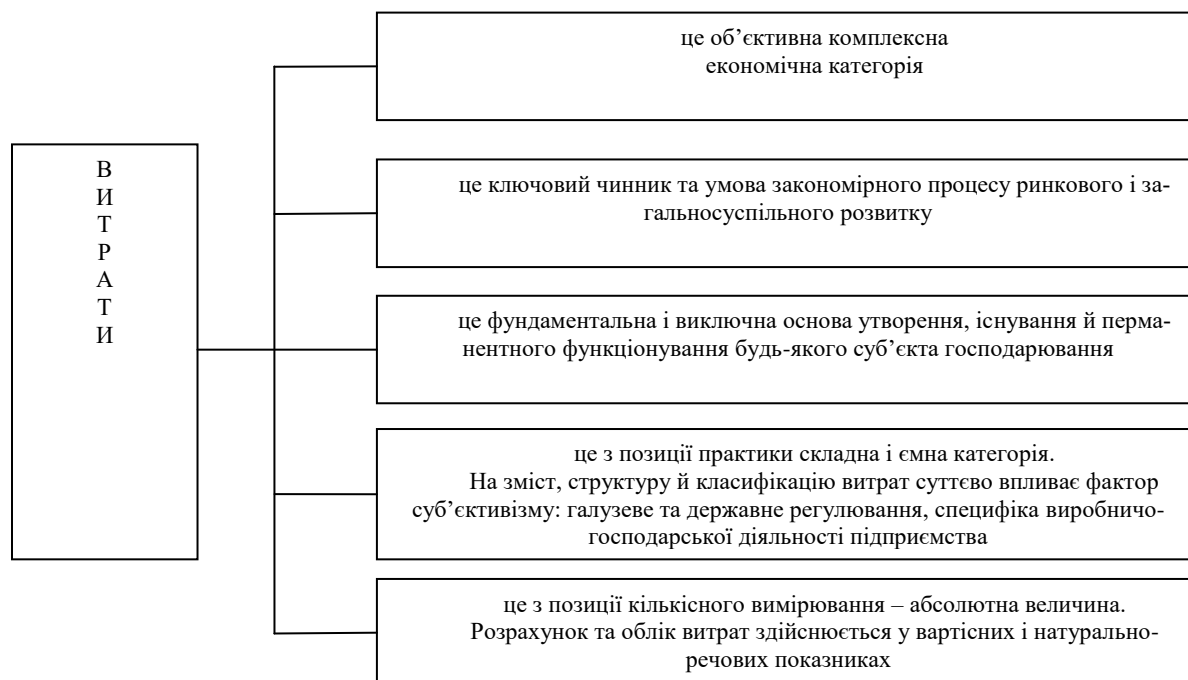 В
И
Т
Р
А
Т
И
це об’єктивна комплексна
економічна категорія
це ключовий чинник та умова закономірного процесу ринкового і за-
гальносуспільного розвитку
це фундаментальна і виключна основа утворення, існування й перма-
нентного функціонування будь-якого суб’єкта господарювання
це з позиції практики складна і ємна категорія.
На зміст, структуру й класифікацію витрат суттєво впливає фактор
суб’єктивізму: галузеве та державне регулювання, специфіка виробничо-
господарської діяльності підприємства
це з позиції кількісного вимірювання – абсолютна величина.
Розрахунок та облік витрат здійснюється у вартісних і натурально-
речових показниках